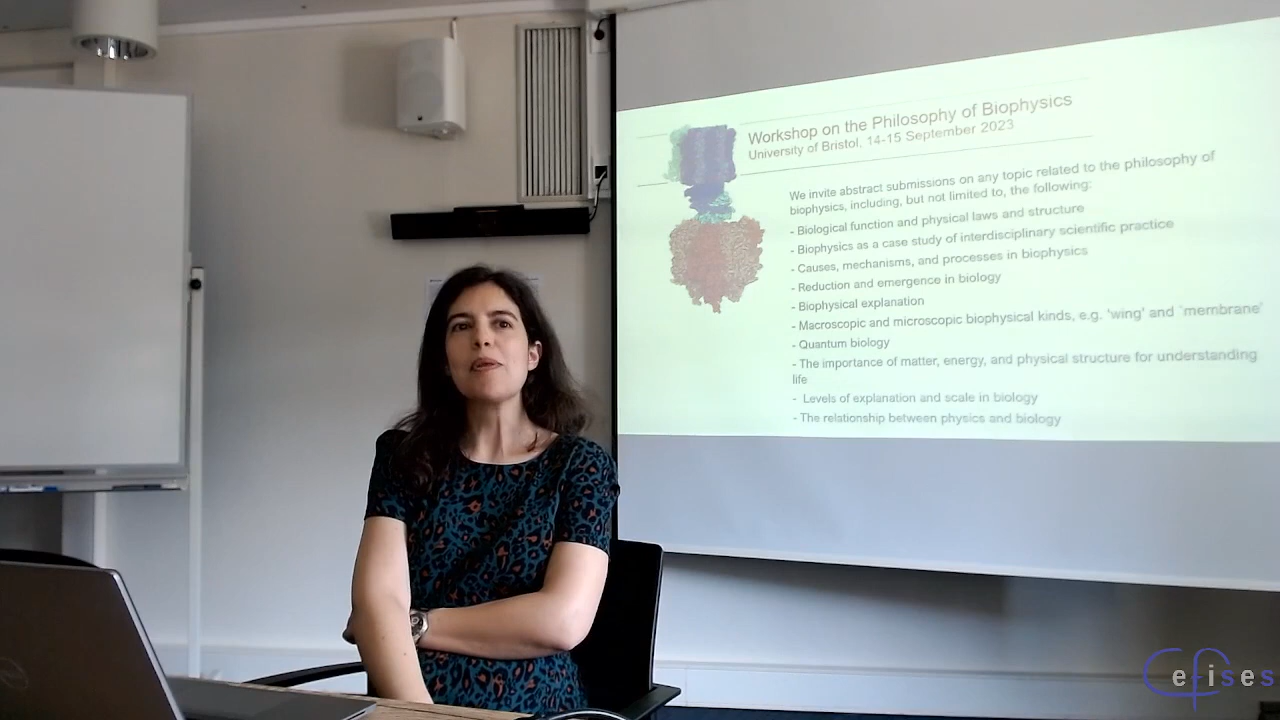 Workshop on the Philosophy of Biophysics
University of Bristol, 14-15 September 2023
We invite abstract submissions on any topic related to the philosophy of
biophysics, including, but not limited to, the following:
- Biological function and physical laws and structure
- Biophysics as a case study of interdisciplinary scientific practice
- Causes, mechanisms, and processes in biophysics
- Reduction and emergence in biology
- Biophysical explanation
- Macroscopic and microscopic biophysical kinds, e.g. 'wing' and `membrane'
- Quantum biology
- The importance of matter, energy, and physical structure for understanding
life
- Levels of explanation and scale in biology
- The relationship between physics and biology
Cefises